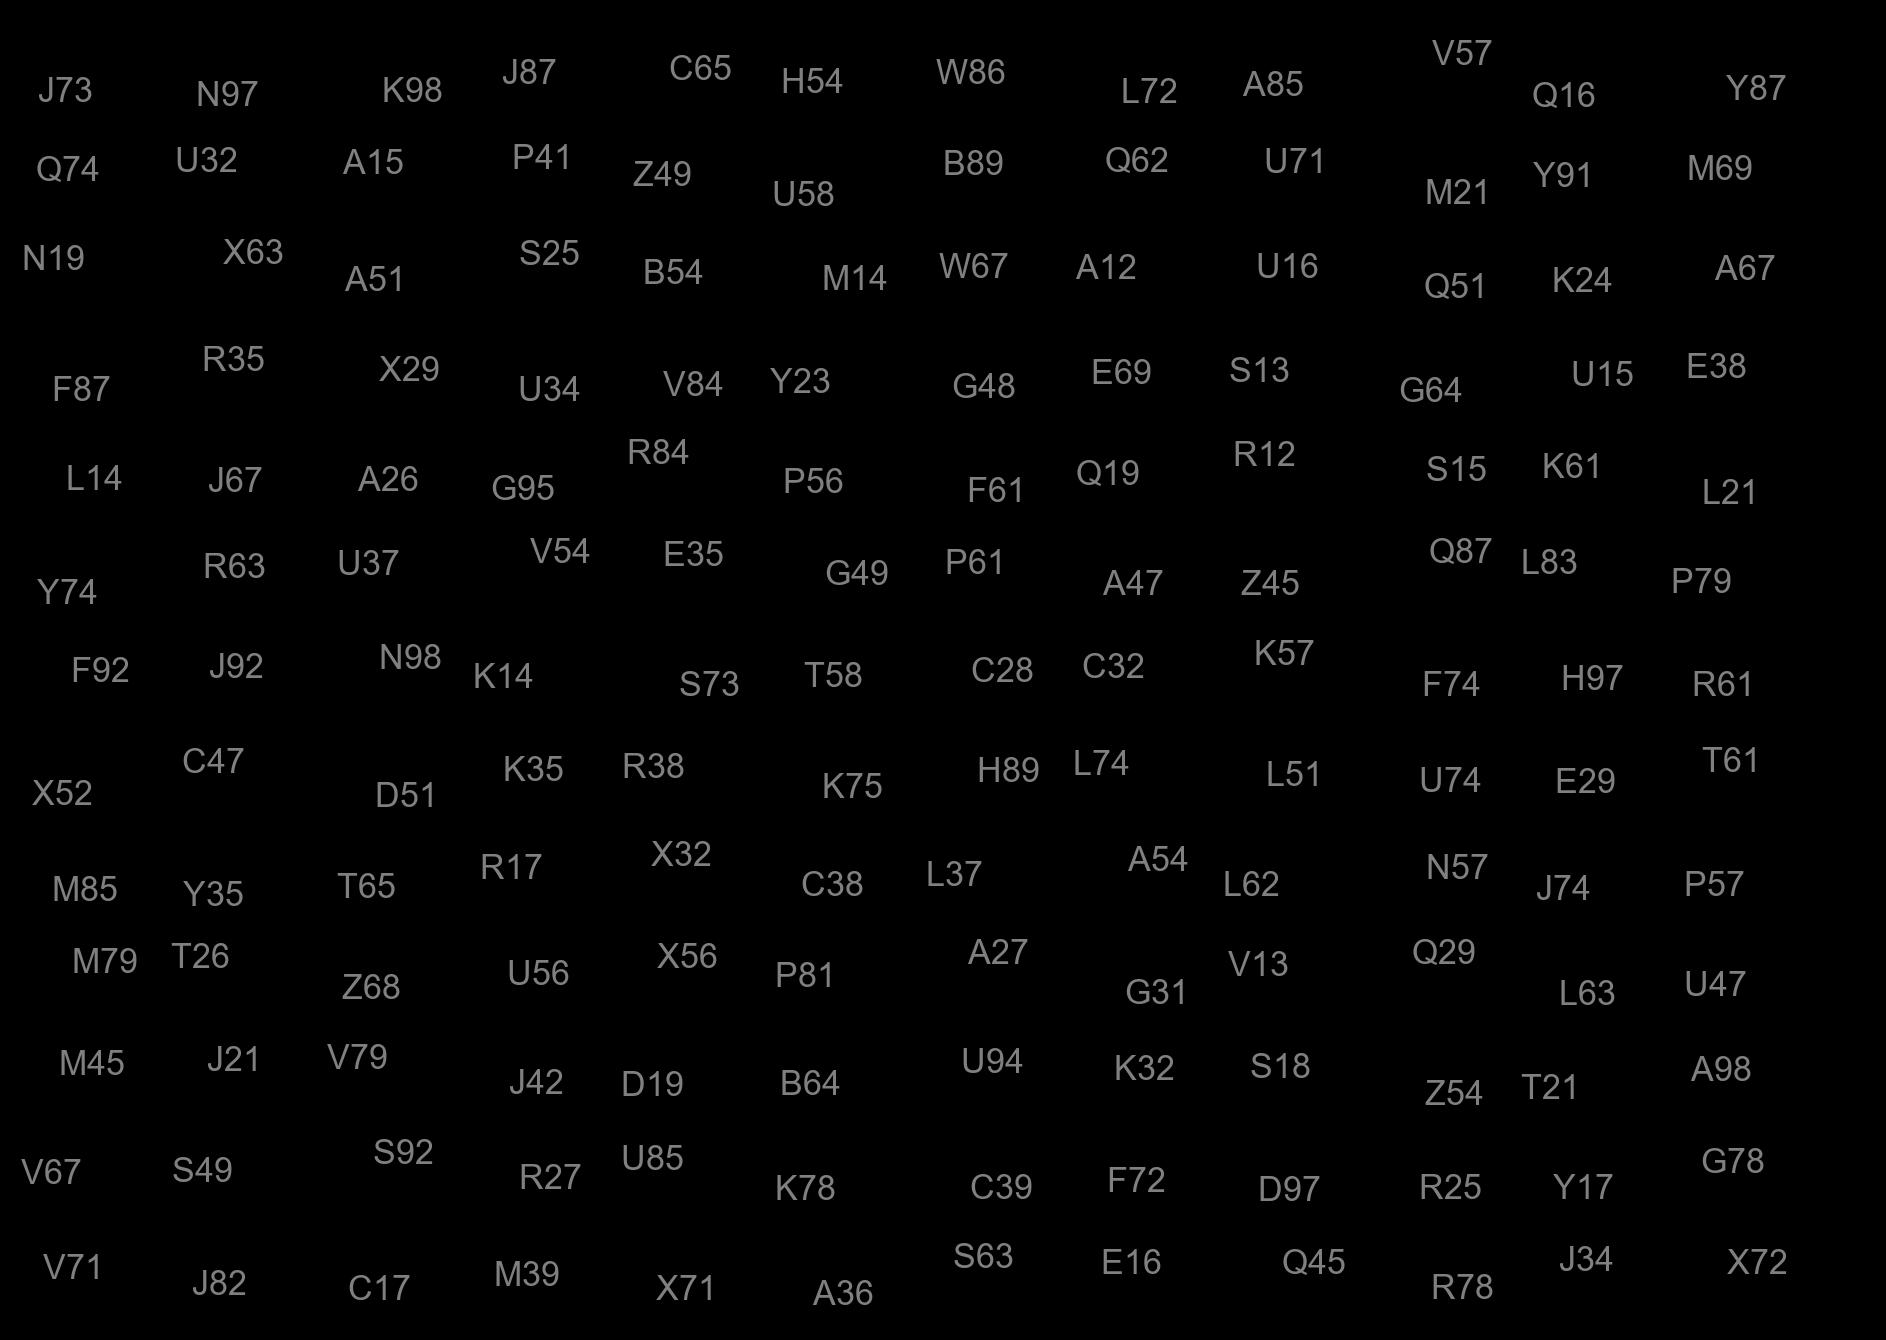 J73 N97 K98 J87 C65 H54 W86 L72 A85 V57 Q16 Y87
Q74 U32 A15 P41 Z49 U58 B89 Q62 U71 M21 Y91 M69
N19 X63 A51 S25 B54 M14 W67 A12 U16 Q51 K24 A67
F87 R35 X29 U34 V84 Y23 G48 E69 S13 G64 U15 E38
L14 J67 A26 G95 R84 P56 F61 Q19 R12 S15 K61 L21
Y74 R63 U37 V54 E35 G49 P61 A47 Z45 Q87 L83 P79
F92 J92 N98 K14 S73 T58 C28 C32 K57 F74 H97 R61
X52 C47 D51 K35 R38 K75 H89 L74 L51 U74 E29 T61
M85 Y35 T65 R17 X32 C38 L37 A54 L62 N57 J74 P57
M79 T26 Z68 U56 X56 P81 A27 G31 V13 Q29 L63 U47
M45 J21 V79 J42 D19 B64 U94 K32 S18 Z54 T21 A98
V67 S49 S92 R27 U85 K78 C39 F72 D97 R25 Y17 G78
V71 J82 C17 M39 X71 A36 S63 E16 Q45 R78 J34 X72